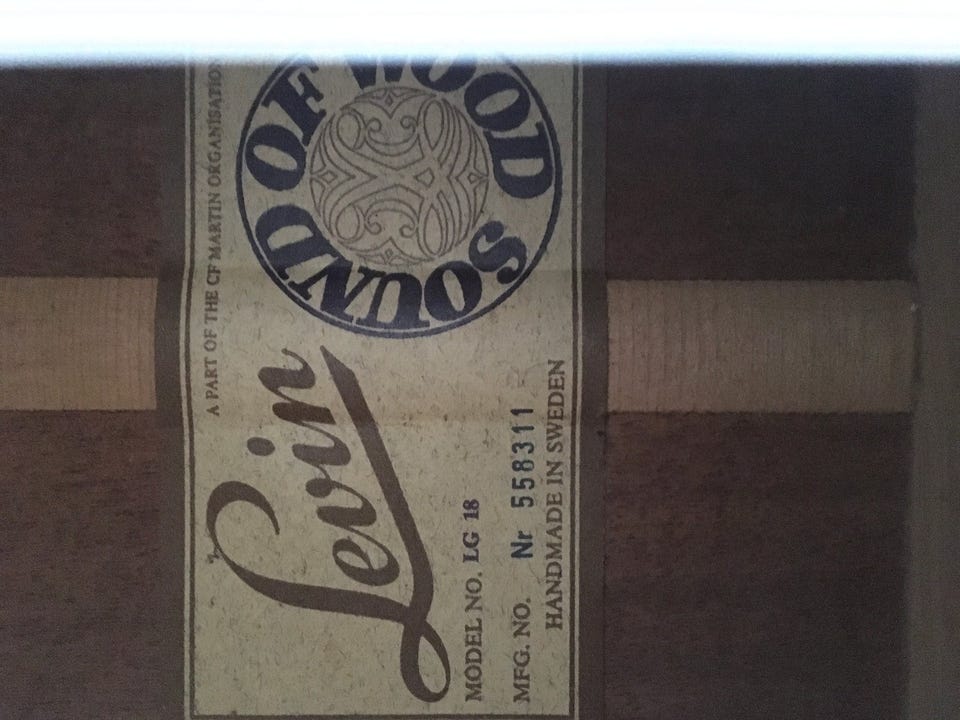 A PART OF THE CF MARTIN ORGANISATION
Levin
SOUND OF WOOD
MODEL NO. LG 18
MFG. NO. Nr 558311
HANDMADE IN SWEDEN